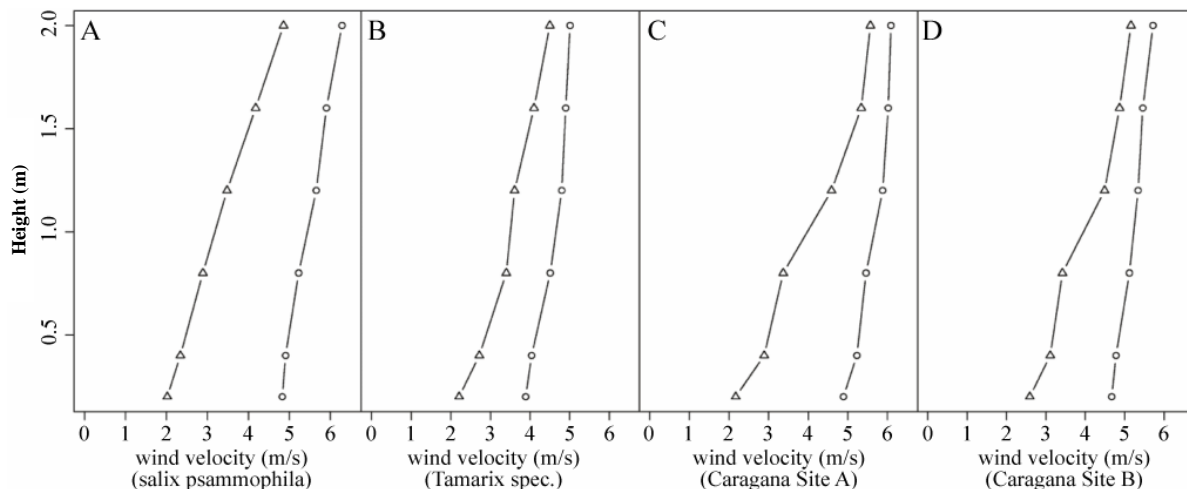 A
B
C
D
2.0
1.5
1.0
0.5
Height (m)
0 1 2 3 4 5 6 0 1 2 3 4 5 6 0 1 2 3 4 5 6 0 1 2 3 4 5 6
wind velocity (m/s) wind velocity (m/s) wind velocity (m/s) wind velocity (m/s)
(salix psammophila) (Tamarix spec.) (Caragana Site A) (Caragana Site B)